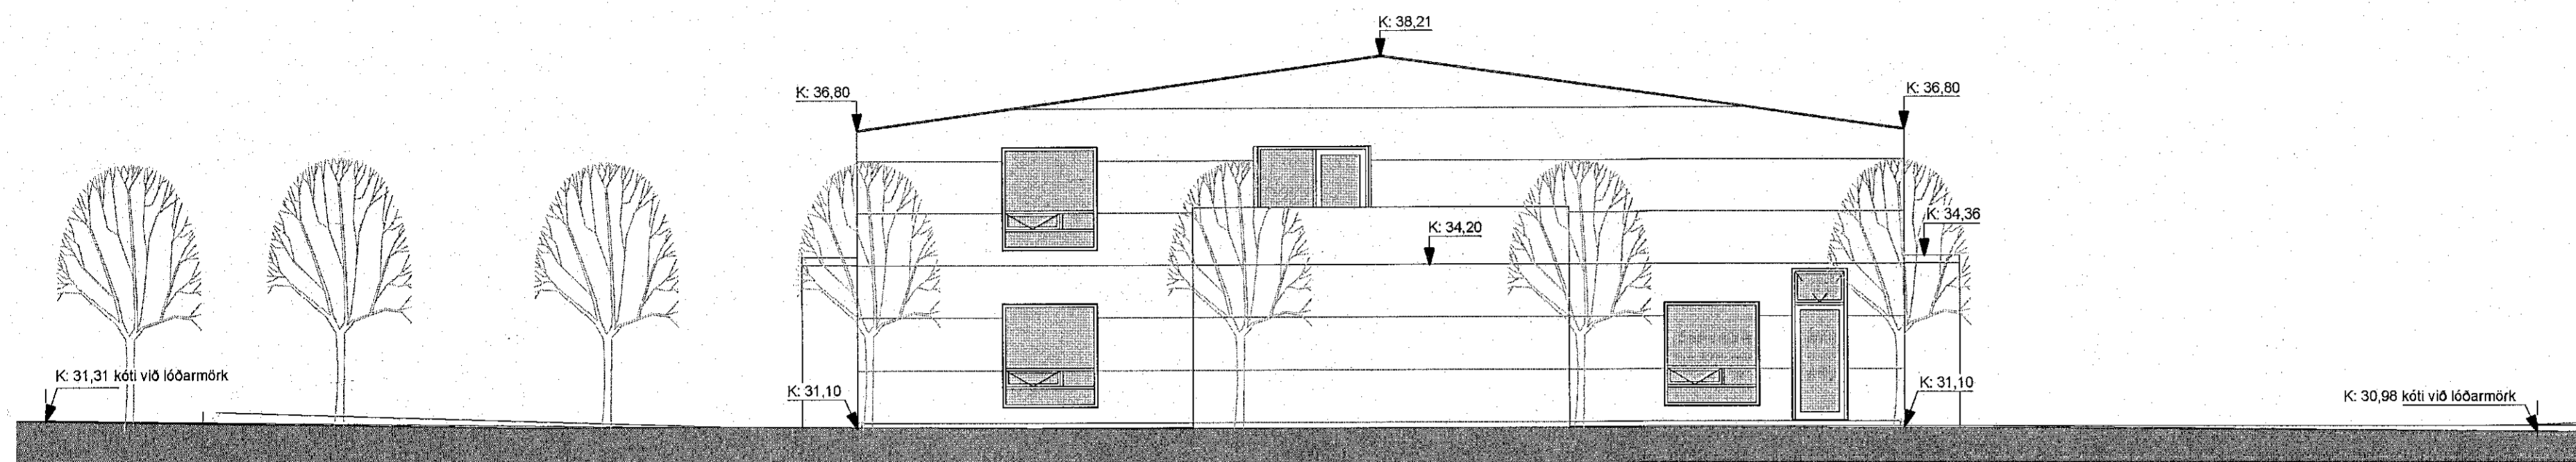 K: 38,21
K: 36,80
K: 36,80
K: 34,36
K: 34,20
K: 31,31 kóti við lóðarmörk
K: 31,10
K: 31,10
K: 30,98 kóti við lóðarmörk